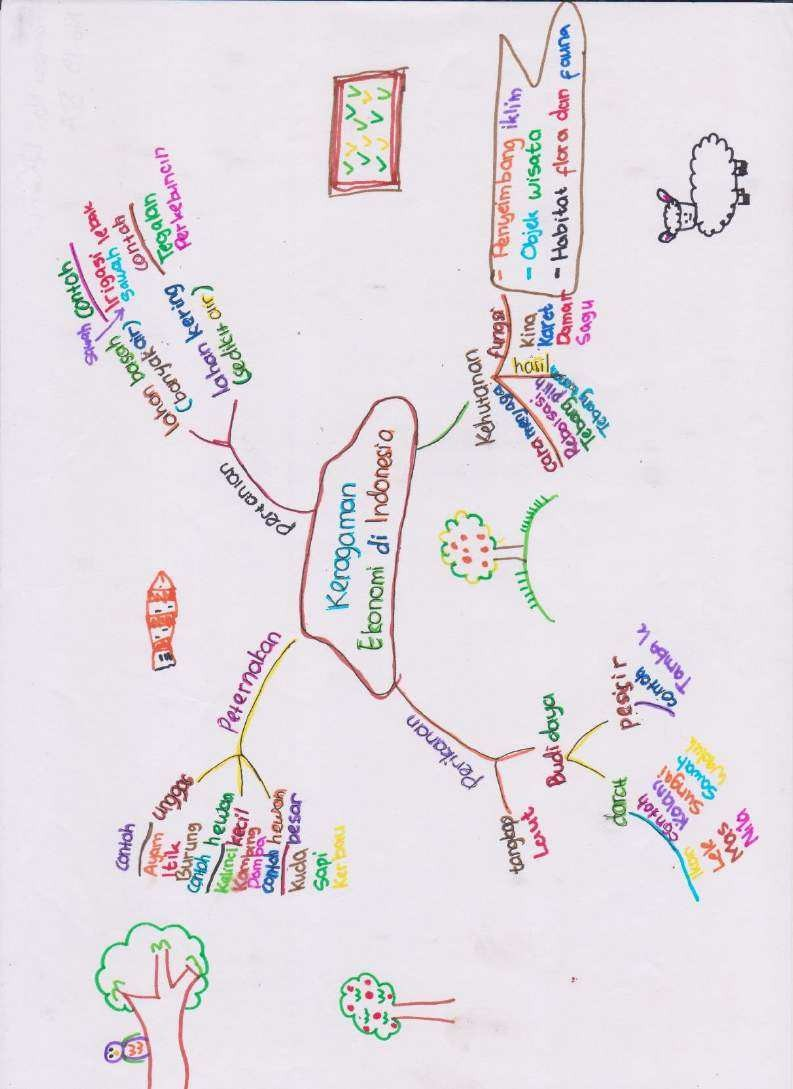 Keragaman
Ekonomi di Indonesia
Pertanian
lahan basah
(banyak air)
Contoh
Irigasi
Sawah
sawah
lebak
lahan kering
(sedikit air)
Contoh
Tegalan
Perkebuncin
Kehutanan
fungsi
- Penyeimbang iklim
- Objek wisata
- Habitat flora dan fauna
hasil
Kina
Karet
Damar
Sagu
cara menjaga
Reboisasi
Tebang Pilih
Tebang
Perikanan
tangkap
Laut
Budi daya
pesisir
contoh
Tambak
darat
contoh
Kolam
Sungai
Sawah
Waduk
Ikan
Lele
Mas
Nila
Peternakan
unggas
contoh
Ayam
Itik
Burung
hewan
kecil
contoh
Kelinci
Kambing
Domba
hewan
besar
contoh
kuda
Sapi
Kerbau